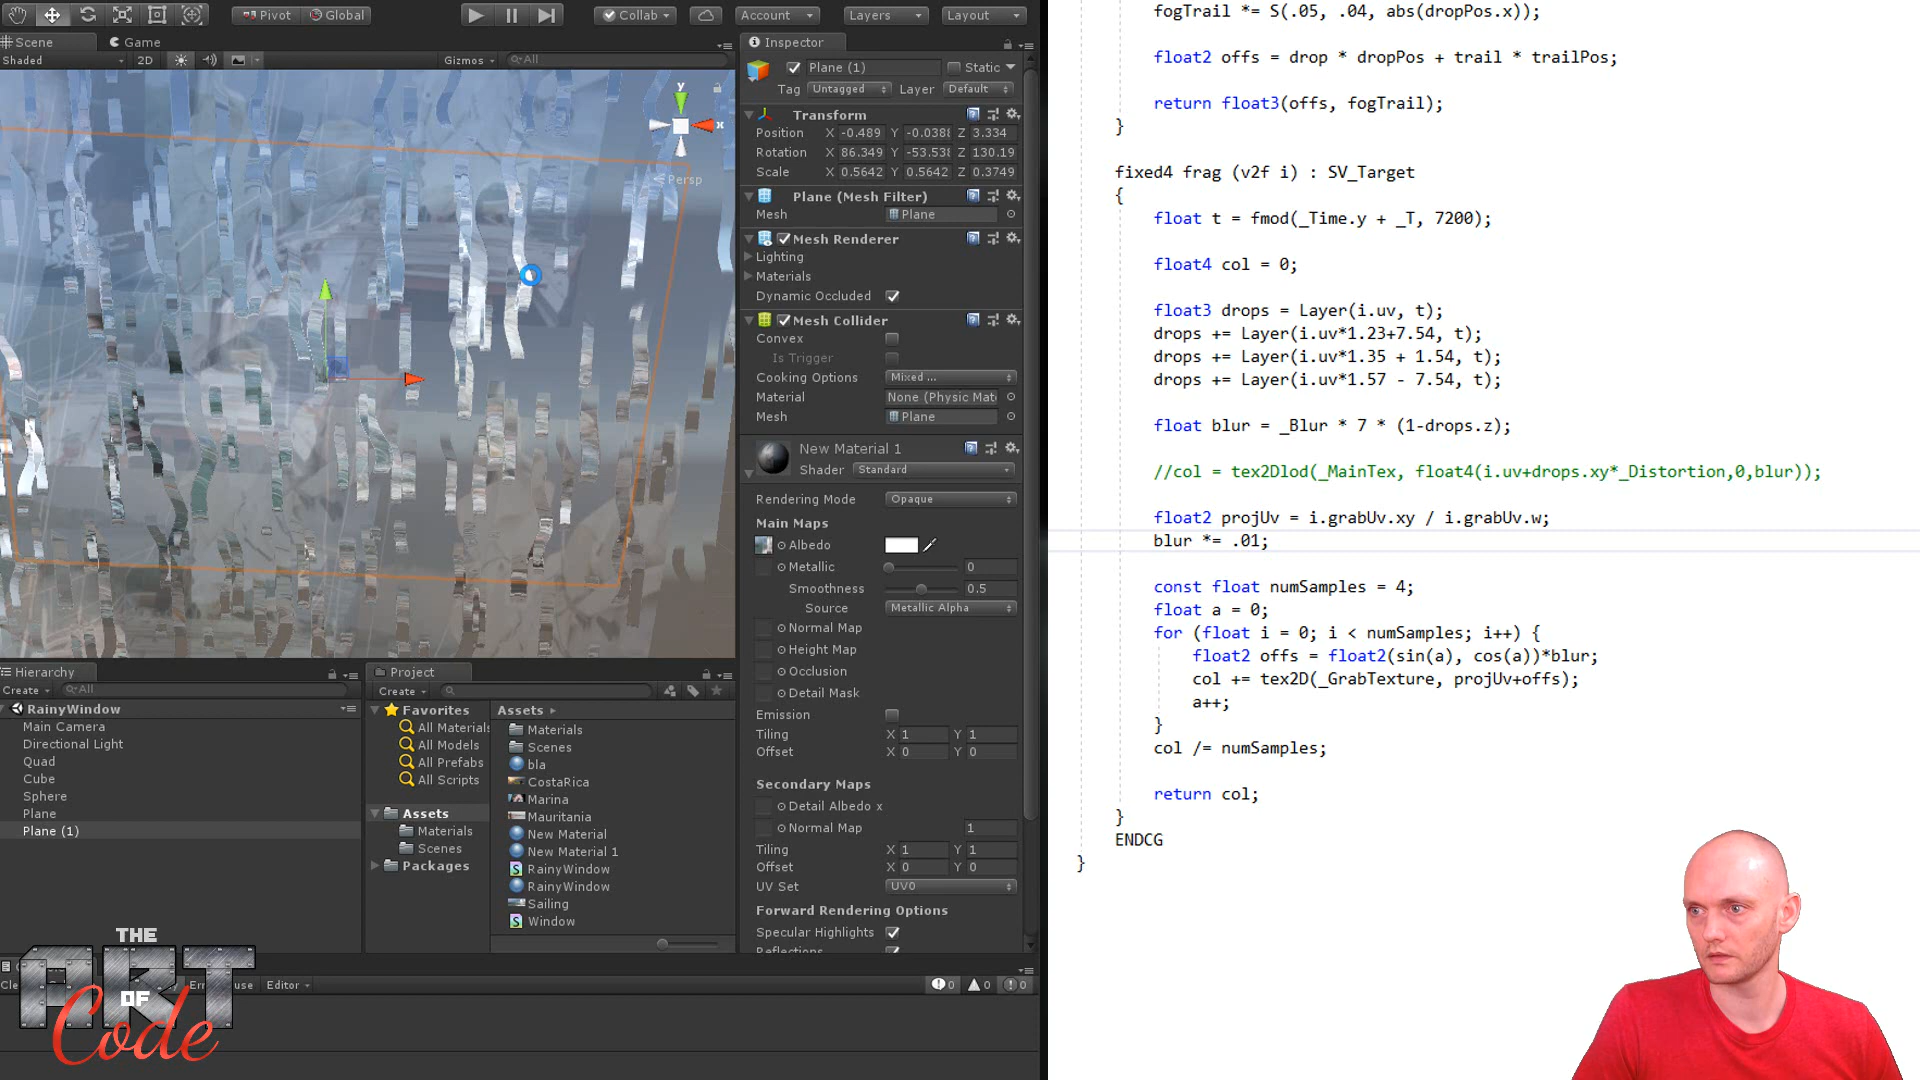 Pivot
Global
Collab
Account
Layers
Layout
Scene
Game
Shaded
2D
Gizmos
All
y
x
Persp
Inspector
Plane (1)
Static
Tag Untagged Layer Default
Transform
Position X -0.489 Y -0.038 Z 3.334
Rotation X 86.349 Y -53.53 Z 130.19
Scale X 0.5642 Y 0.5642 Z 0.3749
Plane (Mesh Filter)
Mesh Plane
Mesh Renderer
Lighting
Materials
Dynamic Occluded
Mesh Collider
Convex
Is Trigger
Cooking Options Mixed ...
Material None (Physic Mat
Mesh Plane
New Material 1
Shader Standard
Rendering Mode Opaque
Main Maps
Albedo
Metallic 0
Smoothness 0.5
Source Metallic Alpha
Normal Map
Height Map
Occlusion
Detail Mask
Emission
Tiling X 1 Y 1
Offset X 0 Y 0
Secondary Maps
Detail Albedo x
Normal Map 1
Tiling X 1 Y 1
Offset X 0 Y 0
UV Set UV0
Forward Rendering Options
Specular Highlights
Reflections
Hierarchy
Create All
RainyWindow
Main Camera
Directional Light
Quad
Cube
Sphere
Plane
Plane (1)
Project
Create
Favorites
All Materials
All Models
All Prefabs
All Scripts
Assets
Materials
Scenes
Packages
Assets
Materials
Scenes
bla
CostaRica
Marina
Mauritania
New Material
New Material 1
RainyWindow
RainyWindow
Sailing
Window
Editor
0 0 0
THE
ART
OF
Code
fogTrail *= S(.05, .04, abs(dropPos.x));
float2 offs = drop * dropPos + trail * trailPos;
return float3(offs, fogTrail);
}
fixed4 frag (v2f i) : SV_Target
{
float t = fmod(_Time.y + _T, 7200);
float4 col = 0;
float3 drops = Layer(i.uv, t);
drops += Layer(i.uv*1.23+7.54, t);
drops += Layer(i.uv*1.35 + 1.54, t);
drops += Layer(i.uv*1.57 - 7.54, t);
float blur = _Blur * 7 * (1-drops.z);
//col = tex2Dlod(_MainTex, float4(i.uv+drops.xy*_Distortion,0,blur));
float2 projUv = i.grabUv.xy / i.grabUv.w;
blur *= .01;
const float numSamples = 4;
float a = 0;
for (float i = 0; i < numSamples; i++) {
float2 offs = float2(sin(a), cos(a))*blur;
col += tex2D(_GrabTexture, projUv+offs);
a++;
}
col /= numSamples;
return col;
}
ENDCG
}